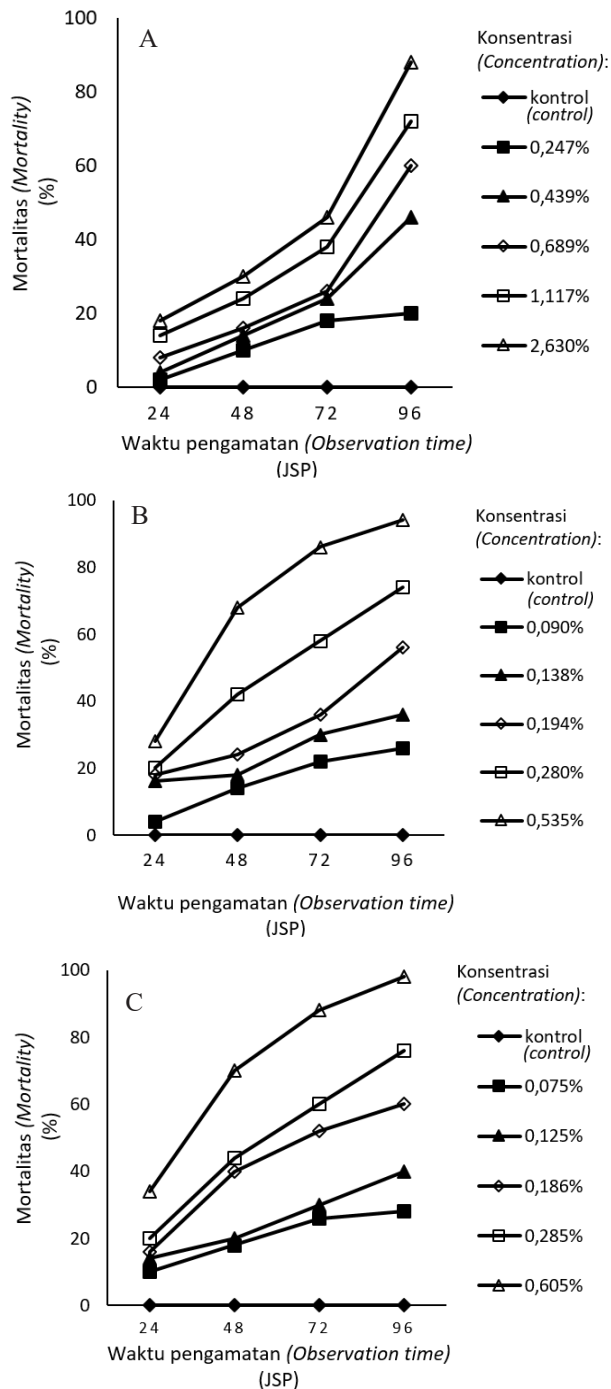 A
Mortalitas (Mortality)
(%)
100
80
60
40
20
0
24 48 72 96
Waktu pengamatan (Observation time)
(JSP)
Konsentrasi
(Concentration):
kontrol
(control)
0,247%
0,439%
0,689%
1,117%
2,630%
B
Mortalitas (Mortality)
(%)
100
80
60
40
20
0
24 48 72 96
Waktu pengamatan (Observation time)
(JSP)
Konsentrasi
(Concentration):
kontrol
(control)
0,090%
0,138%
0,194%
0,280%
0,535%
C
Mortalitas (Mortality)
(%)
100
80
60
40
20
0
24 48 72 96
Waktu pengamatan (Observation time)
(JSP)
Konsentrasi
(Concentration):
kontrol
(control)
0,075%
0,125%
0,186%
0,285%
0,605%